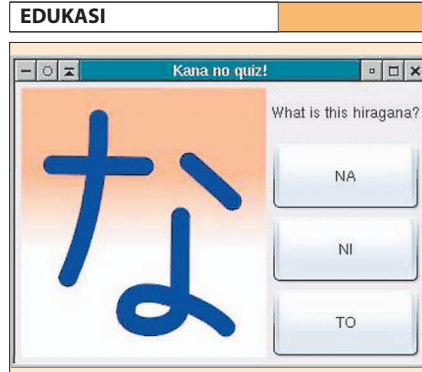 EDUKASI
Kana no quiz!
な
What is this hiragana?
NA
NI
TO